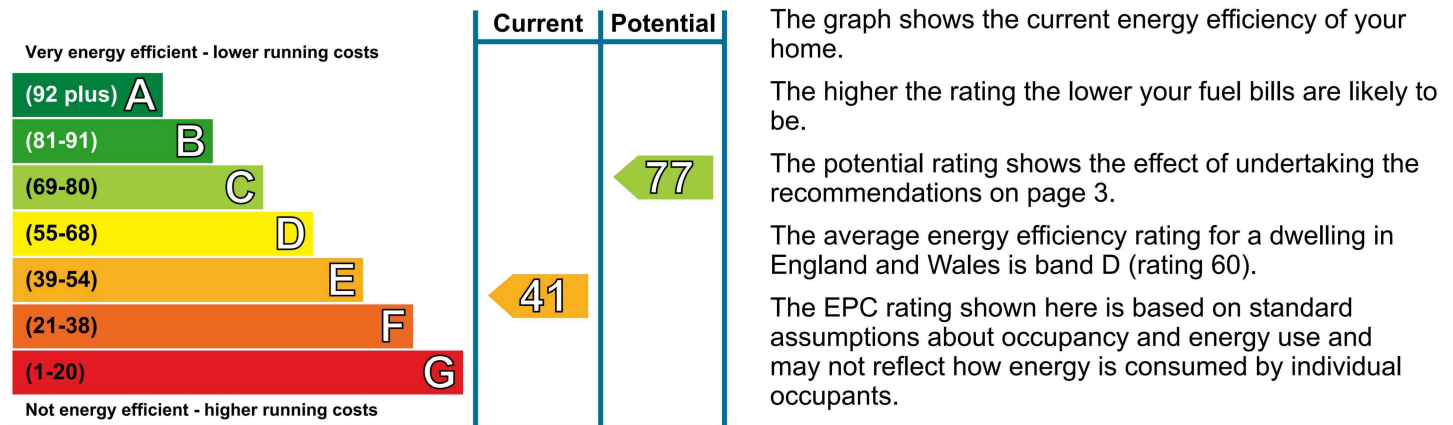 Current Potential
Very energy efficient - lower running costs
(92 plus) A
(81-91) B
(69-80) C
77
(55-68) D
(39-54) E
41
(21-38) F
(1-20) G
Not energy efficient - higher running costs
The graph shows the current energy efficiency of your
home.
The higher the rating the lower your fuel bills are likely to
be.
The potential rating shows the effect of undertaking the
recommendations on page 3.
The average energy efficiency rating for a dwelling in
England and Wales is band D (rating 60).
The EPC rating shown here is based on standard
assumptions about occupancy and energy use and
may not reflect how energy is consumed by individual
occupants.